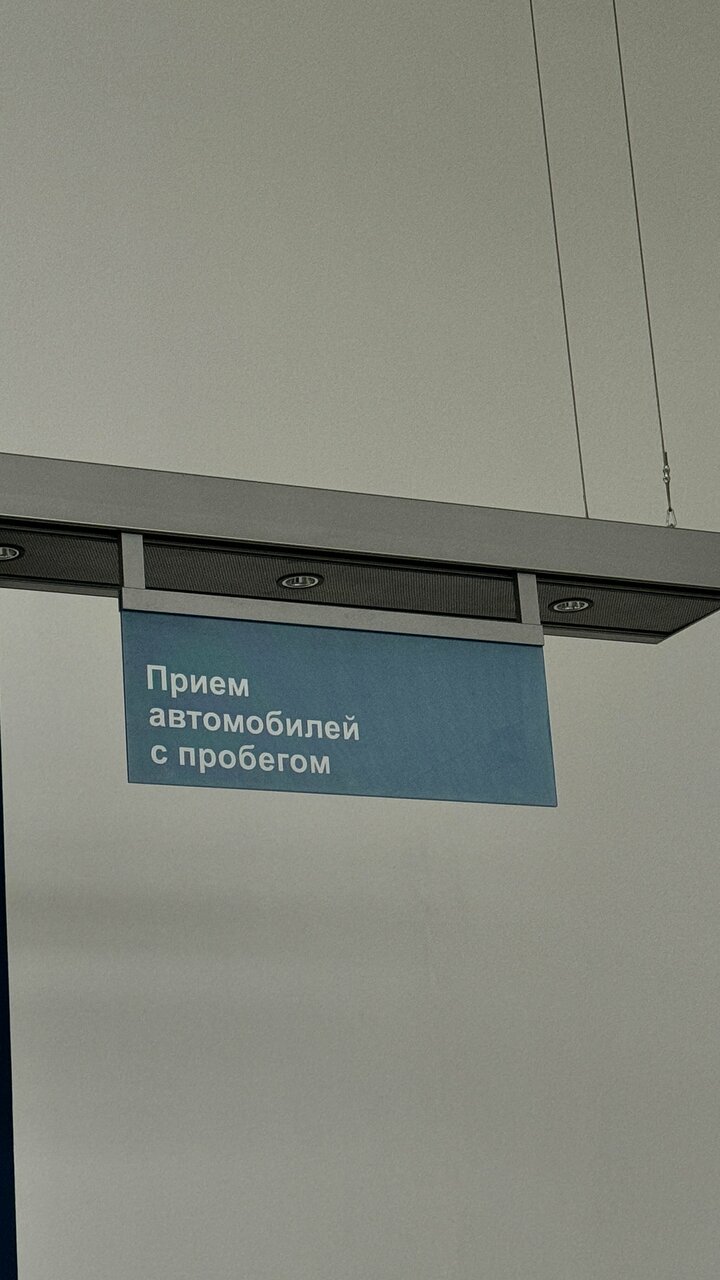 Прием
автомобилей
с пробегом